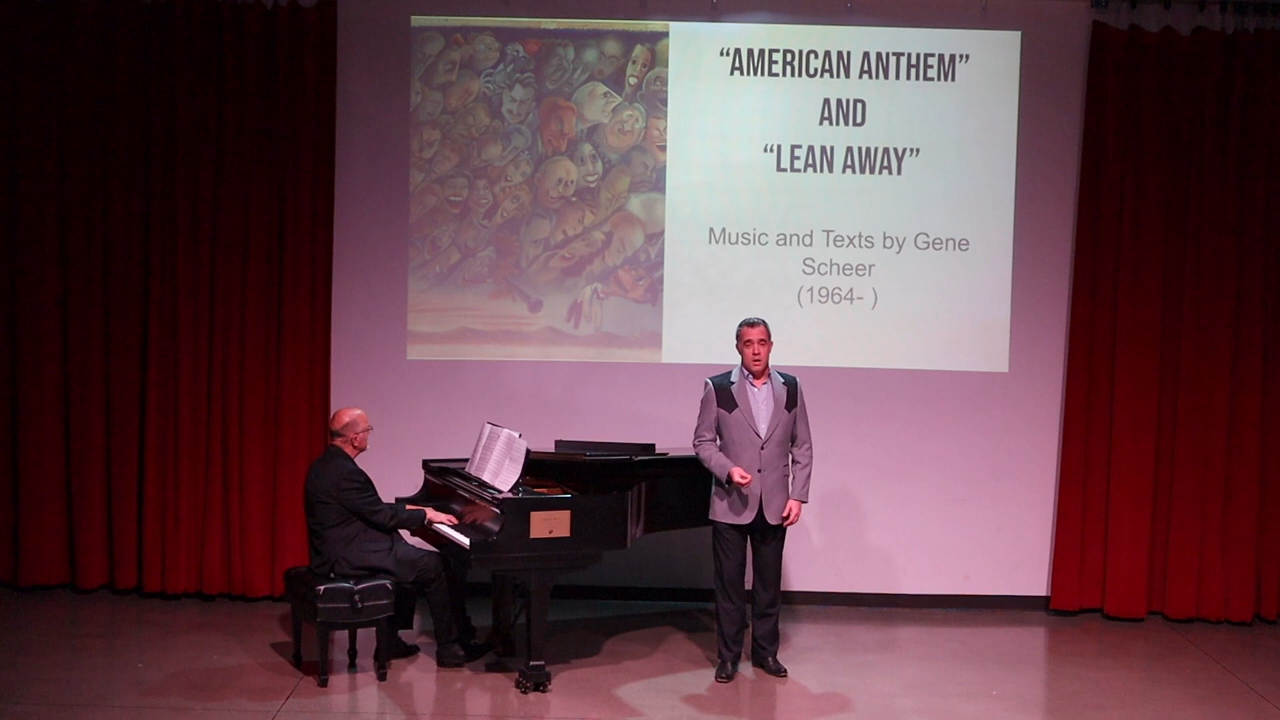 “AMERICAN ANTHEM”
AND
“LEAN AWAY”
Music and Texts by Gene
Scheer
(1964- )